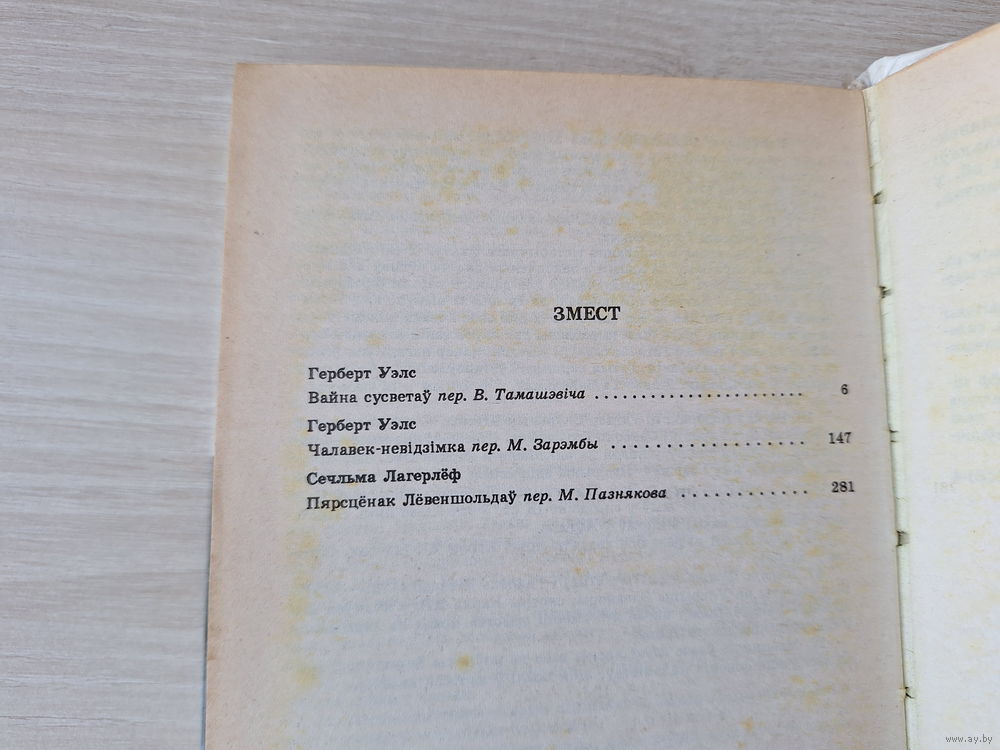 ЗМЕСТ
Герберт Уэлс
Вайна сусветаў пер. В. Тамашэвіча ........................ 6
Герберт Уэлс
Чалавек-невідзімка пер. М. Зарэмбы .................... 147
Сечльма Лагерлёф
Пярсцёнак Лёвеншольдаў пер. М. Пазнякова ............. 281
www.ay.by